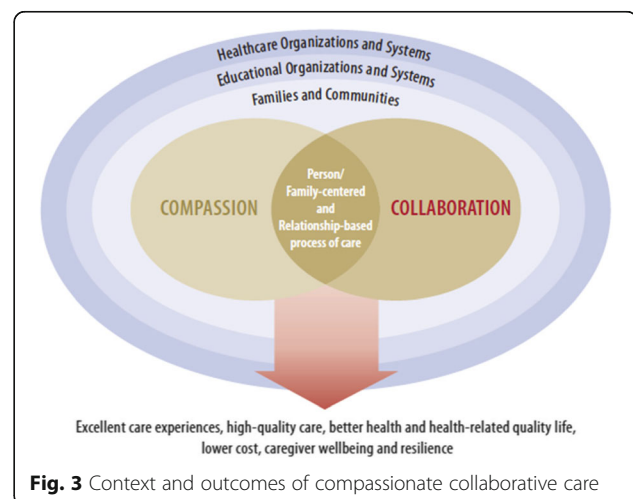 Healthcare Organizations and Systems
Educational Organizations and Systems
Families and Communities
COMPASSION
Person/
Family-centered
and
Relationship-based
process of care
COLLABORATION
Excellent care experiences, high-quality care, better health and health-related quality life,
lower cost, caregiver wellbeing and resilience
Fig. 3 Context and outcomes of compassionate collaborative care